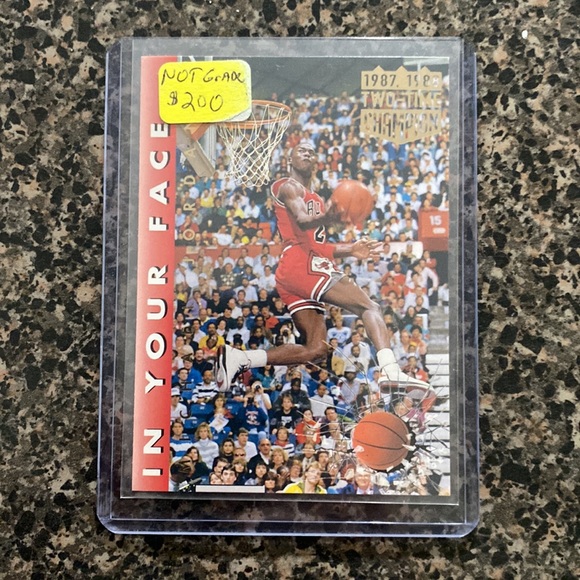 NOT GrADE
$200
IN YOUR FACE
1987, 1988
TWO-TIME
CHAMPION
15